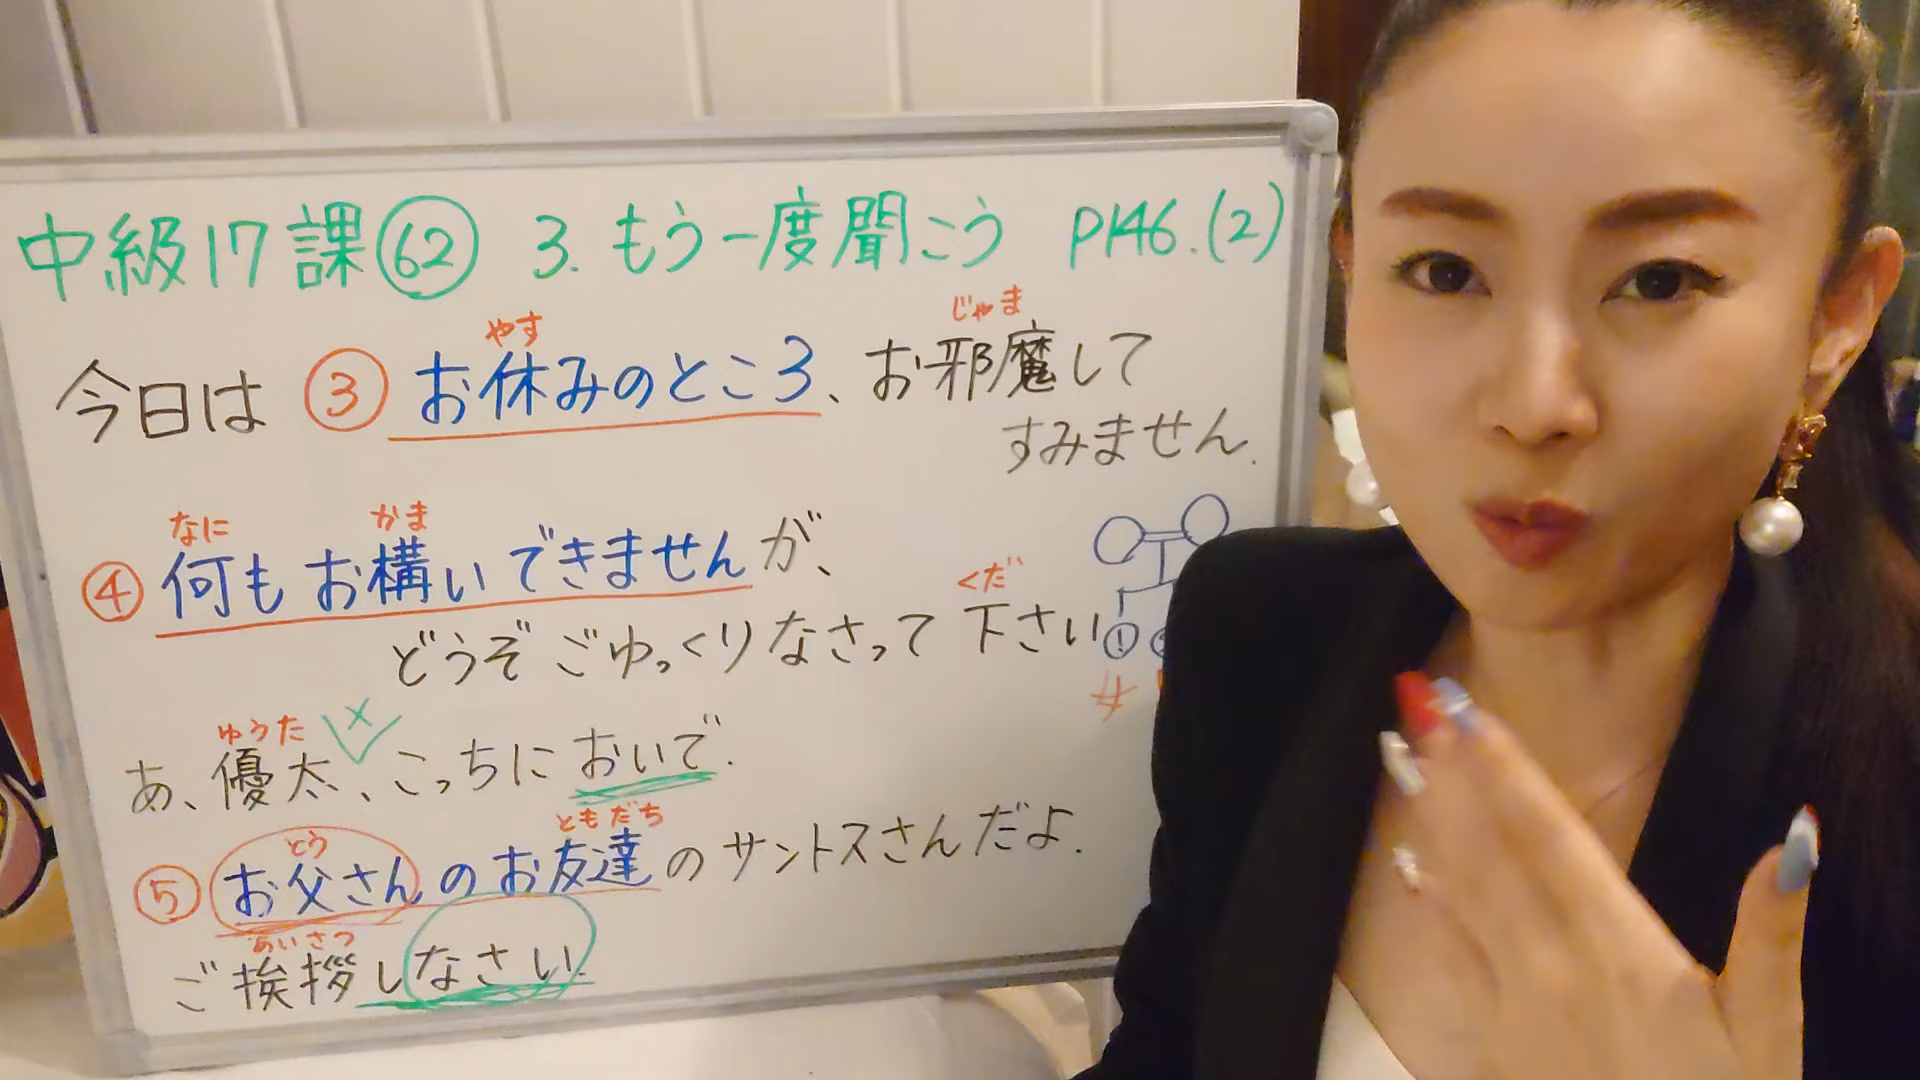 中級17課㉒ 3.もう一度聞こう P146.(2)
やす じゃま
今日は ③ お休みのところ、お邪魔して
すみません.
なに かま
④ 何もお構いできませんが、
くだ
どうぞごゆっくりなさって下さい
① 
女
ゆうた ×
あ、優太、こっちにおいで.
とう ともだち
⑤ お父さんのお友達のサントスさんだよ.
あいさつ
ご挨拶しなさい.